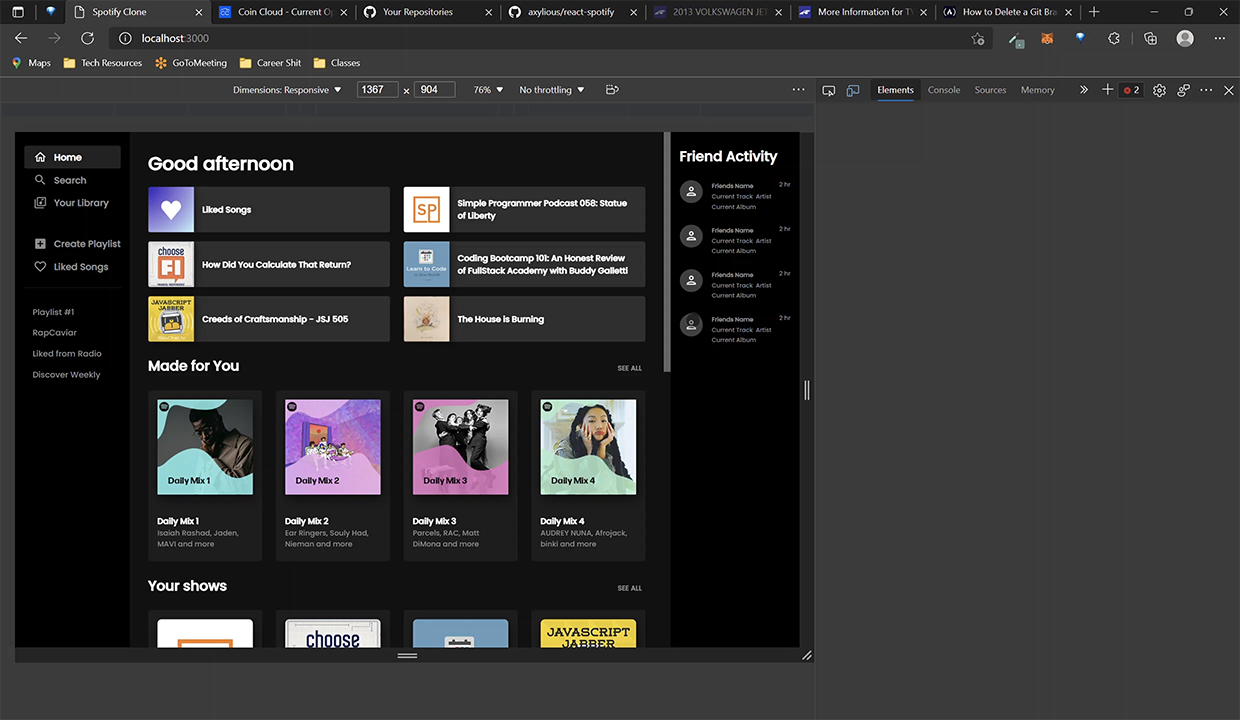 Spotify Clone
Coin Cloud - Current Op
Your Repositories
axylious/react-spotify
2013 VOLKSWAGEN JET
More Information for TV
How to Delete a Git Bra
localhost:3000
Maps
Tech Resources
GoToMeeting
Career Shit
Classes
Dimensions: Responsive
1367 × 904
76%
No throttling
Elements
Console
Sources
Memory
2
Home
Search
Your Library
Create Playlist
Liked Songs
Playlist #1
RapCaviar
Liked from Radio
Discover Weekly
Good afternoon
Liked Songs
SP
Simple Programmer Podcast 058: Statue
of Liberty
choose
FI
How Did You Calculate That Return?
Learn to Code
Coding Bootcamp 101: An Honest Review
of FullStack Academy with Buddy Galletti
JAVASCRIPT
JABBER
Creeds of Craftsmanship - JSJ 505
The House is Burning
Made for You
SEE ALL
Daily Mix 1
Daily Mix 2
Daily Mix 3
Daily Mix 4
Daily Mix 1
Isaiah Rashad, Jaden,
MAVI and more
Daily Mix 2
Ear Ringers, Souly Had,
Nieman and more
Daily Mix 3
Parcels, RAC, Matt
DiMona and more
Daily Mix 4
AUDREY NUNA, Afrojack,
binki and more
Your shows
SEE ALL
choose
JAVASCRIPT
JABBER
Friend Activity
Friends Name
2 hr
Current Track Artist
Current Album
Friends Name
2 hr
Current Track Artist
Current Album
Friends Name
2 hr
Current Track Artist
Current Album
Friends Name
2 hr
Current Track Artist
Current Album